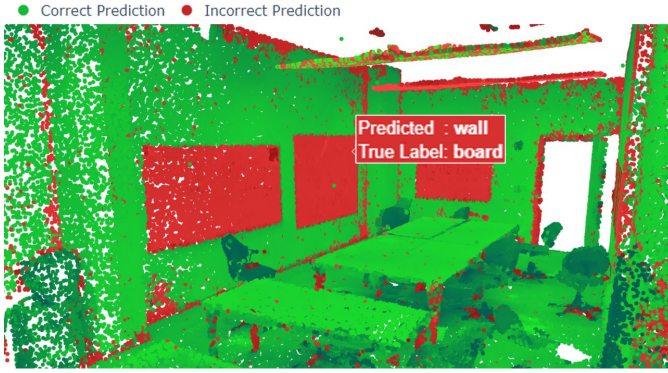 Correct Prediction Incorrect Prediction
Predicted : wall
True Label: board